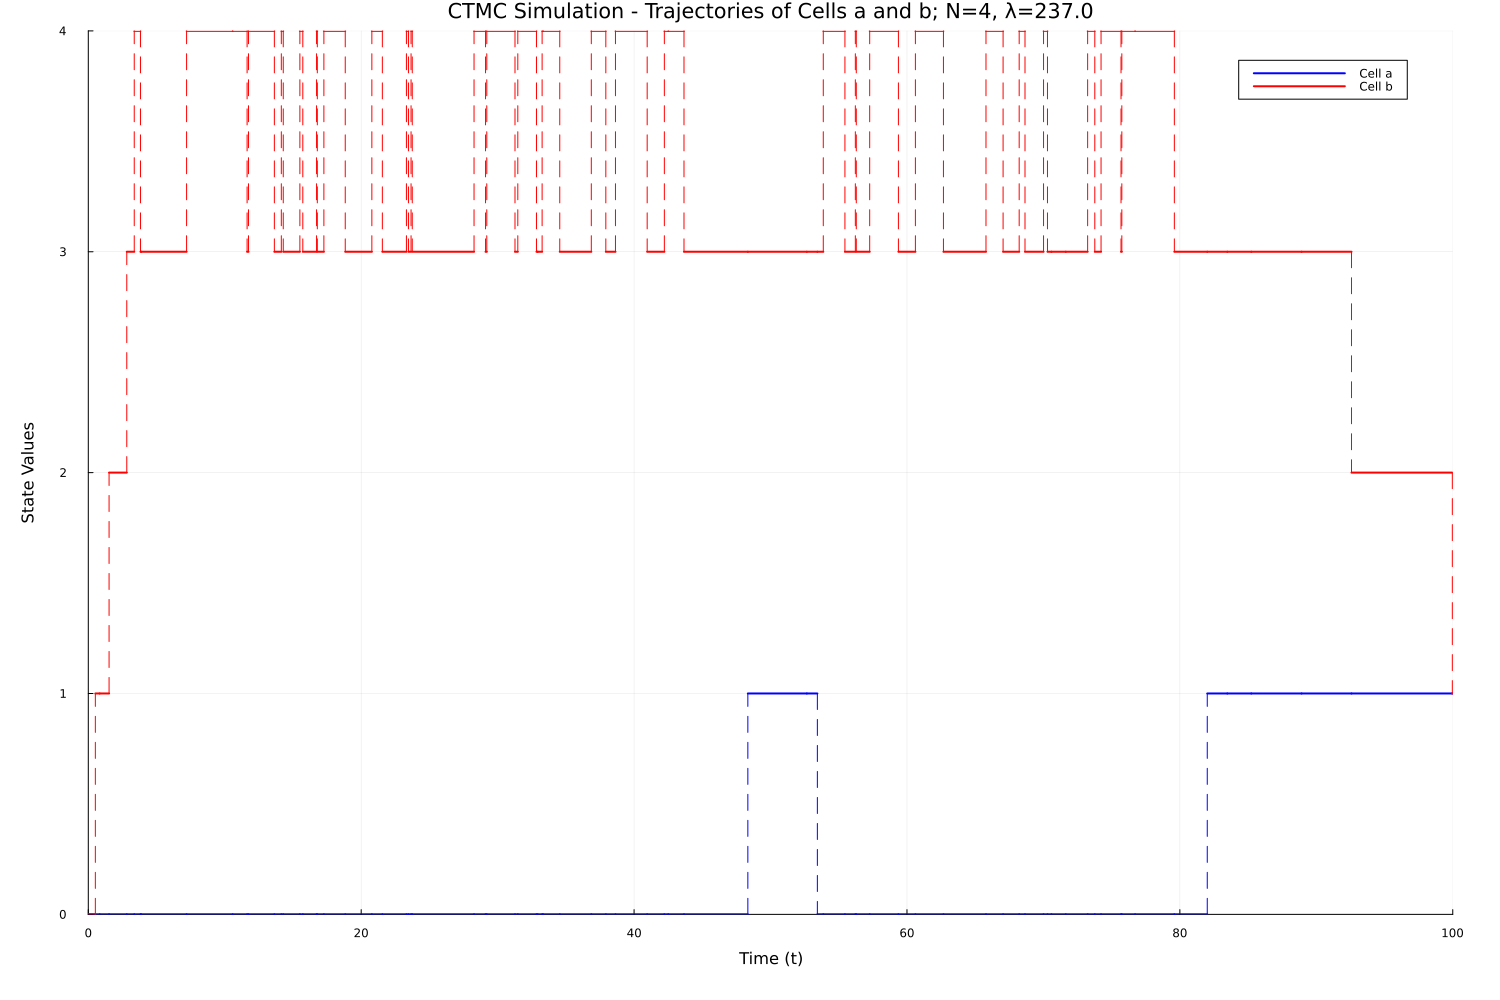 CTMC Simulation - Trajectories of Cells a and b; N=4, λ=237.0
4
Cell a
Cell b
3
State Values
2
1
0
0 20 40 60 80 100
Time (t)